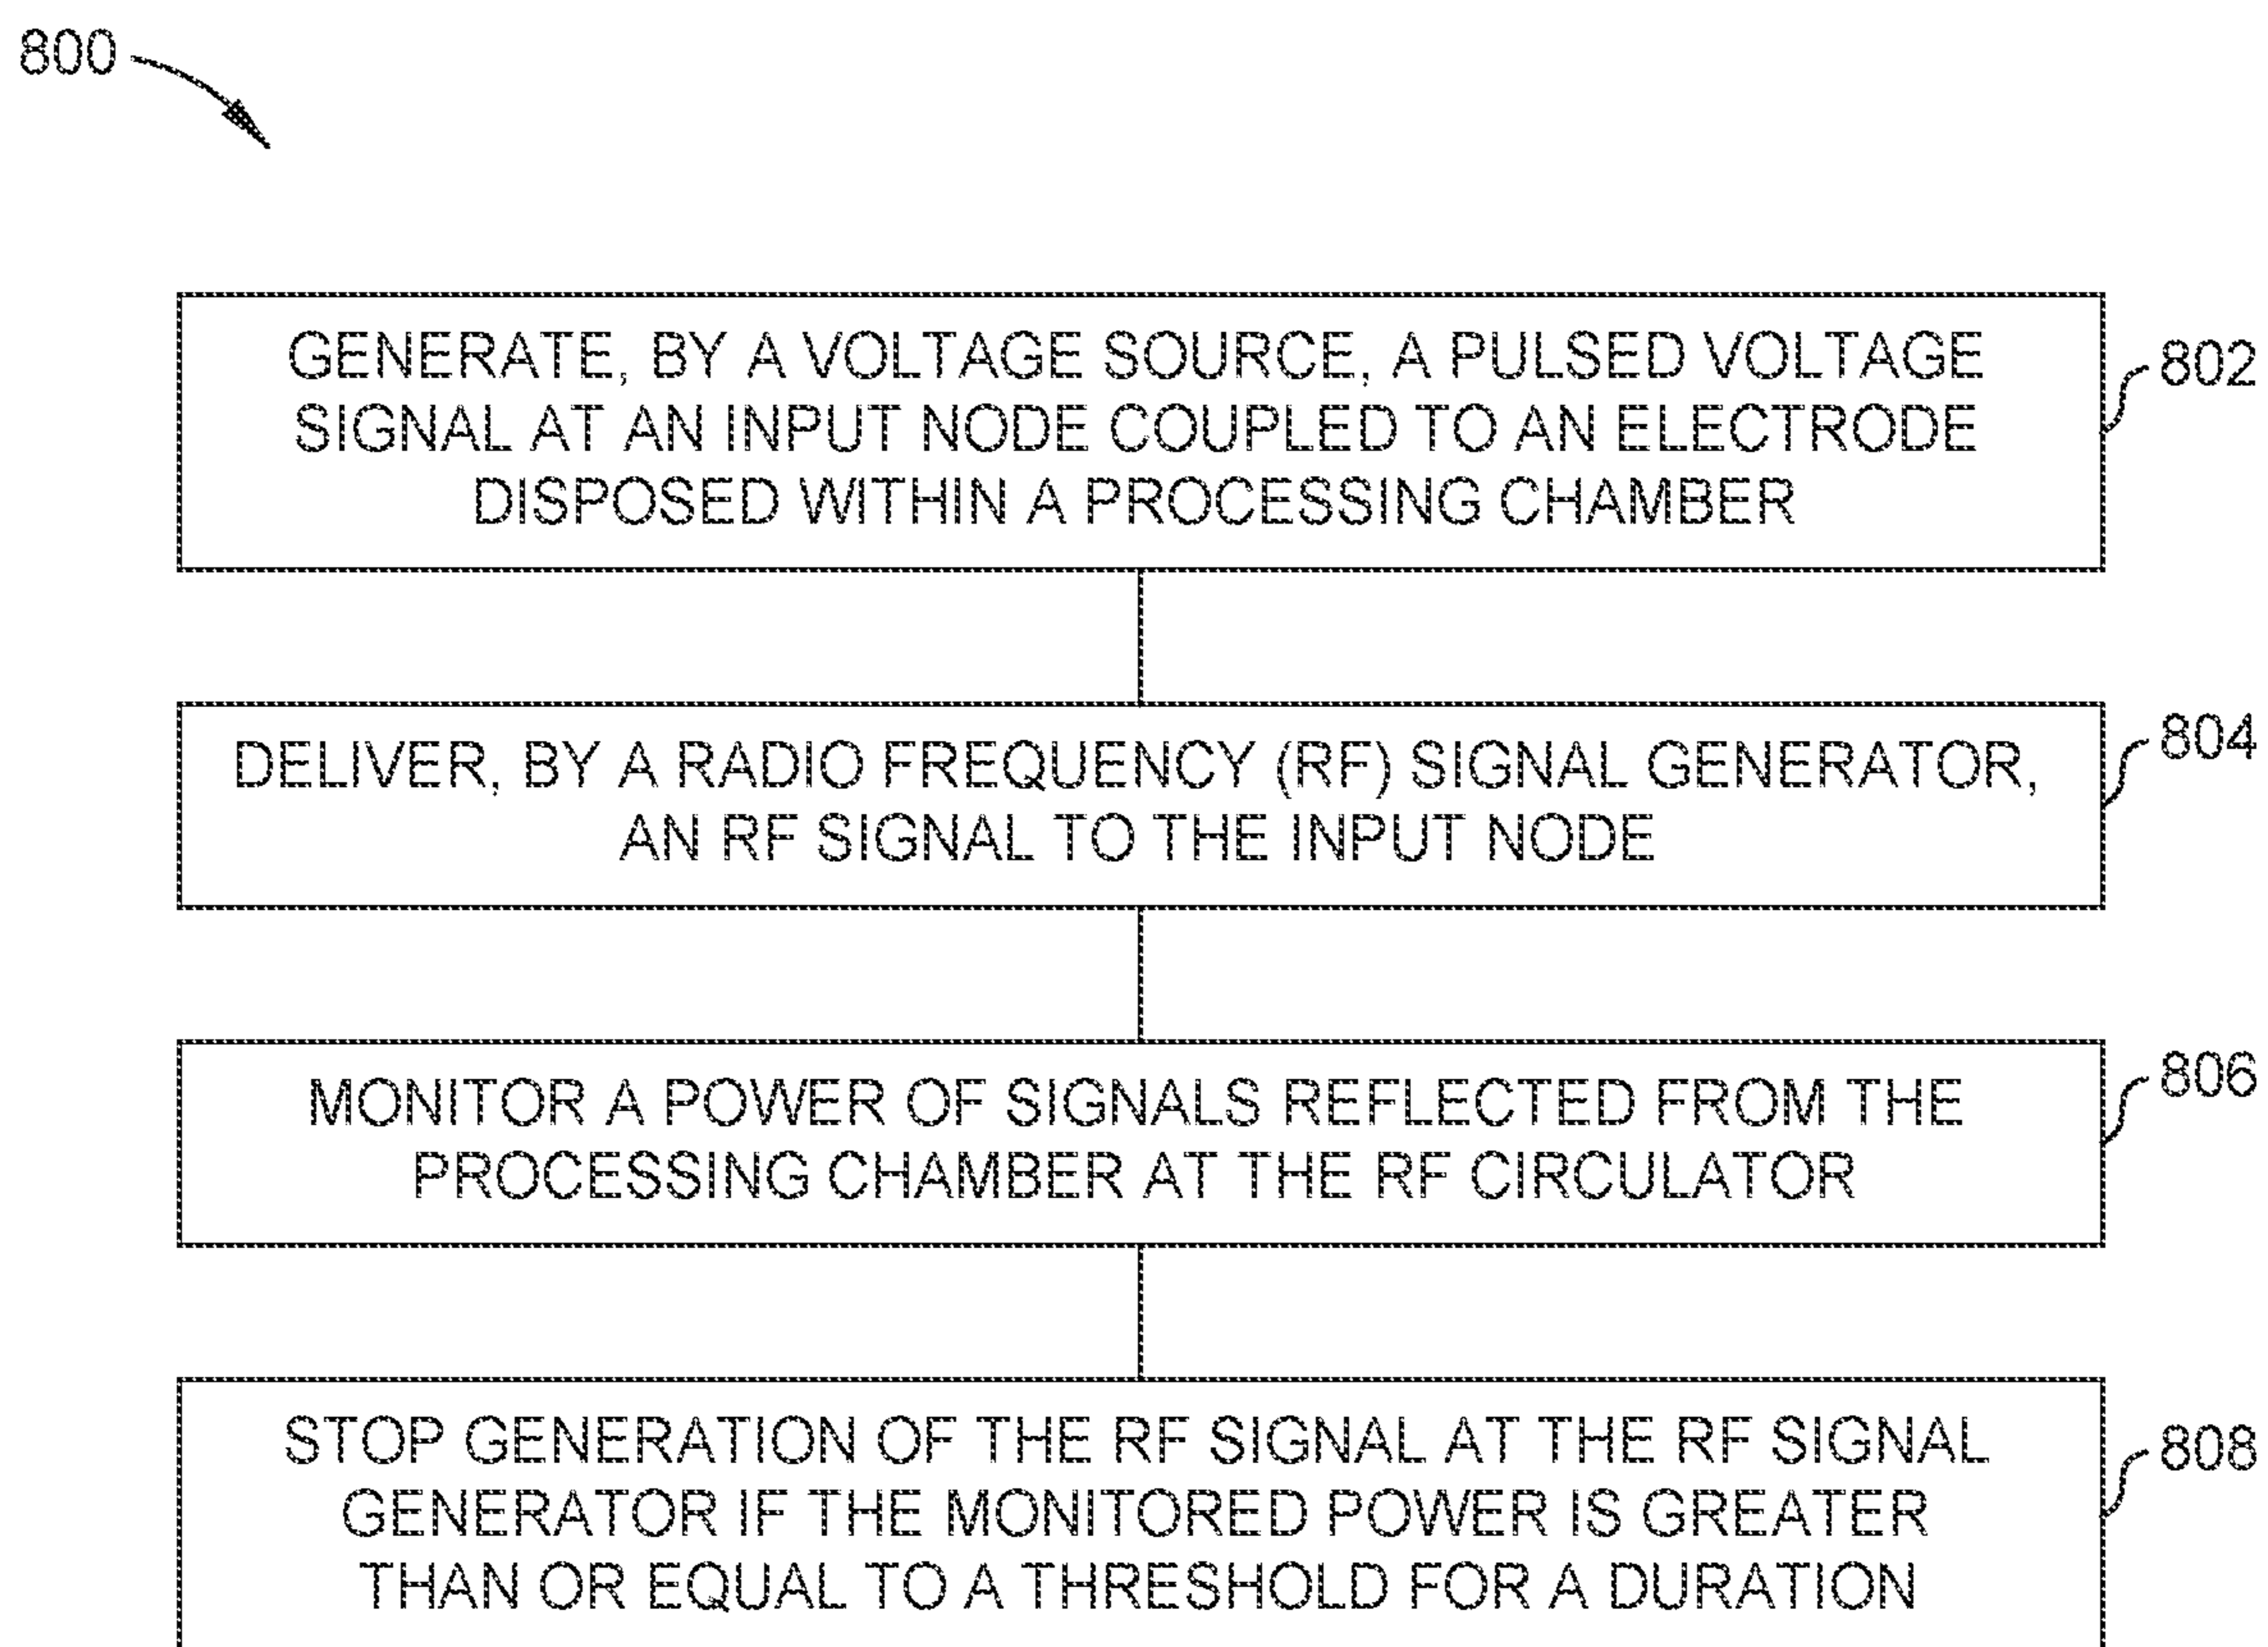 800
GENERATE, BY A VOLTAGE SOURCE, A PULSED VOLTAGE
SIGNAL AT AN INPUT NODE COUPLED TO AN ELECTRODE
DISPOSED WITHIN A PROCESSING CHAMBER
802
DELIVER, BY A RADIO FREQUENCY (RF) SIGNAL GENERATOR,
AN RF SIGNAL TO THE INPUT NODE
804
MONITOR A POWER OF SIGNALS REFLECTED FROM THE
PROCESSING CHAMBER AT THE RF CIRCULATOR
806
STOP GENERATION OF THE RF SIGNAL AT THE RF SIGNAL
GENERATOR IF THE MONITORED POWER IS GREATER
THAN OR EQUAL TO A THRESHOLD FOR A DURATION
808